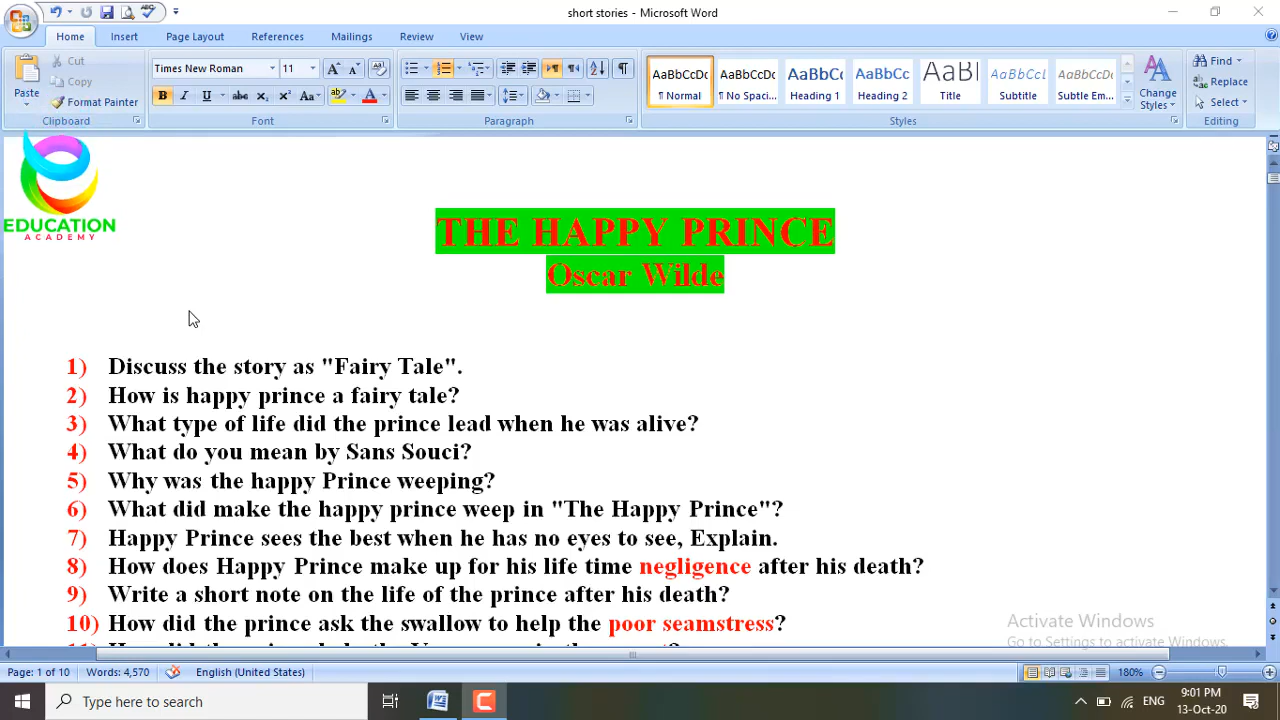 short stories - Microsoft Word
Home Insert Page Layout References Mailings Review View
Paste
Cut
Copy
Format Painter
Clipboard
Times New Roman 11
Font
Paragraph
AaBbCcDc AaBbCcDc AaBbCc AaBbCc AaBl AaBbCcL AaBbCcDc
¶ Normal ¶ No Spaci... Heading 1 Heading 2 Title Subtitle Subtle Em...
Change Styles
Styles
Find
Replace
Select
Editing
EDUCATION
ACADEMY
THE HAPPY PRINCE
Oscar Wilde
1) Discuss the story as "Fairy Tale".
2) How is happy prince a fairy tale?
3) What type of life did the prince lead when he was alive?
4) What do you mean by Sans Souci?
5) Why was the happy Prince weeping?
6) What did make the happy prince weep in "The Happy Prince"?
7) Happy Prince sees the best when he has no eyes to see, Explain.
8) How does Happy Prince make up for his life time negligence after his death?
9) Write a short note on the life of the prince after his death?
10) How did the prince ask the swallow to help the poor seamstress?
Activate Windows
Go to Settings to activate Windows.
Page: 1 of 10 Words: 4,570 English (United States) 180%
Type here to search
ENG
9:01 PM
13-Oct-20